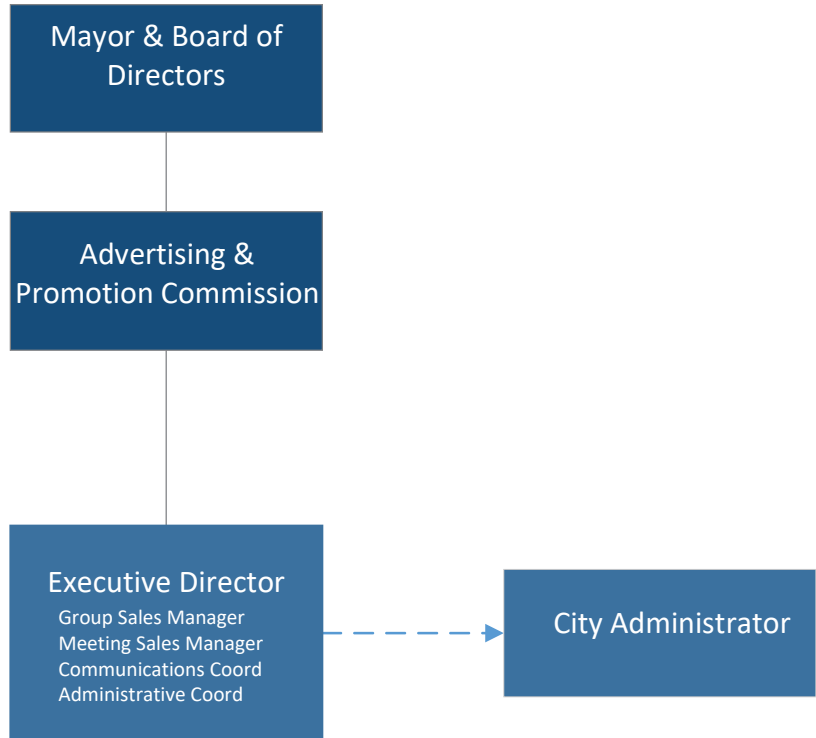 Mayor & Board of
Directors
Advertising &
Promotion Commission
Executive Director
Group Sales Manager
Meeting Sales Manager
Communications Coord
Administrative Coord
City Administrator